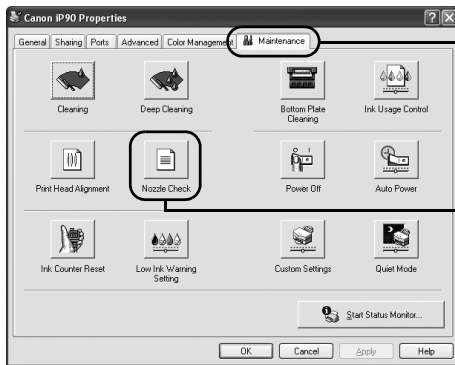 Canon iP90 Properties
General Sharing Ports Advanced Color Management Maintenance
Cleaning Deep Cleaning Bottom Plate Cleaning Ink Usage Control
Print Head Alignment Nozzle Check Power Off Auto Power
Ink Counter Reset Low Ink Warning Setting Custom Settings Quiet Mode
Start Status Monitor...
OK Cancel Apply Help